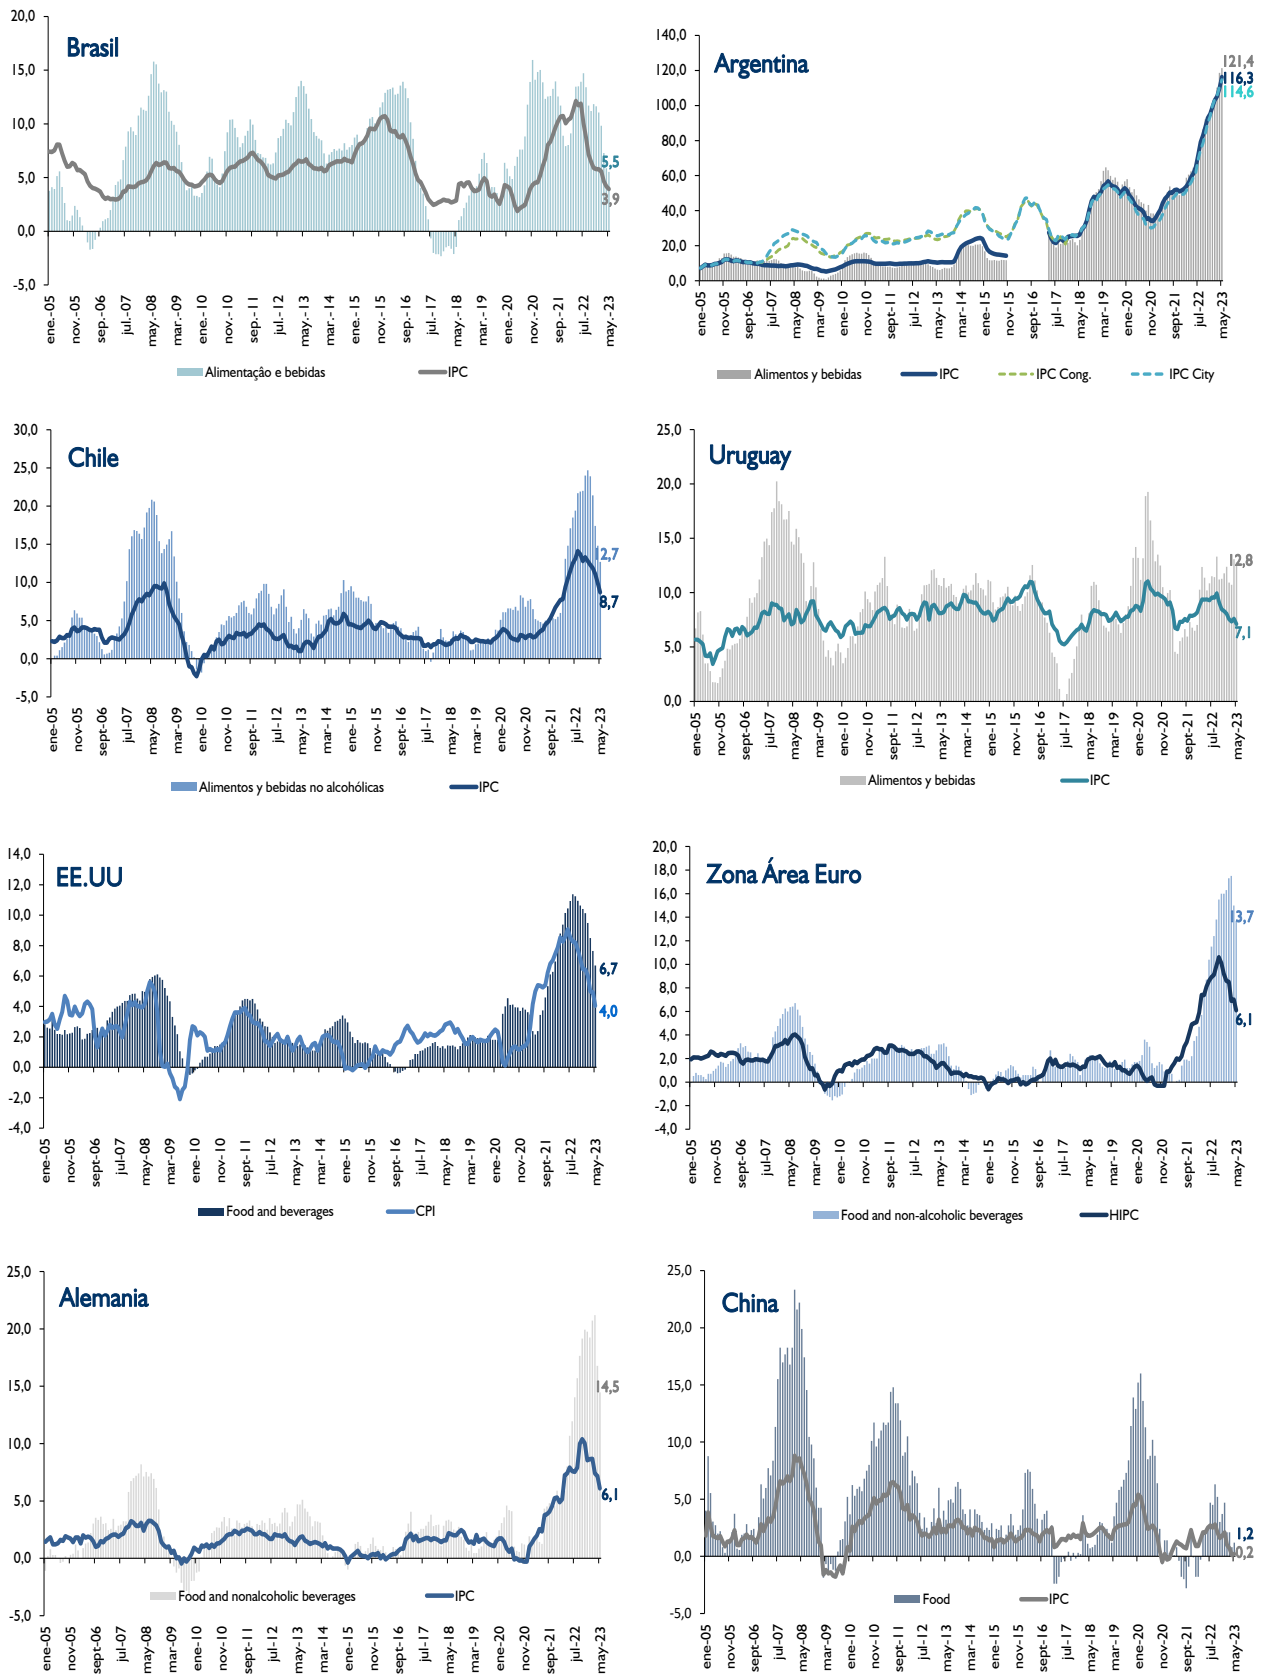 Brasil
20,0
15,0
10,0
5,0
0,0
-5,0
5,5
3,9
ene.-05
nov.-05
sep.-06
jul.-07
may.-08
mar.-09
ene.-10
nov.-10
sep.-11
jul.-12
may.-13
mar.-14
ene.-15
nov.-15
sep.-16
jul.-17
may.-18
mar.-19
ene.-20
nov.-20
sep.-21
jul.-22
may.-23
Alimentação e bebidas
IPC
Argentina
140,0
120,0
100,0
80,0
60,0
40,0
20,0
0,0
121,4
116,3
114,6
ene-05
nov-05
sept-06
jul-07
may-08
mar-09
ene-10
nov-10
sept-11
jul-12
may-13
mar-14
ene-15
nov-15
sept-16
jul-17
may-18
mar-19
ene-20
nov-20
sept-21
jul-22
may-23
Alimentos y bebidas
IPC
IPC Cong.
IPC City
Chile
30,0
25,0
20,0
15,0
10,0
5,0
0,0
-5,0
12,7
8,7
ene-05
nov-05
sept-06
jul-07
may-08
mar-09
ene-10
nov-10
sept-11
jul-12
may-13
mar-14
ene-15
nov-15
sept-16
jul-17
may-18
mar-19
ene-20
nov-20
sept-21
jul-22
may-23
Alimentos y bebidas no alcohólicas
IPC
Uruguay
25,0
20,0
15,0
10,0
5,0
0,0
12,8
7,1
ene-05
nov-05
sept-06
jul-07
may-08
mar-09
ene-10
nov-10
sept-11
jul-12
may-13
mar-14
ene-15
nov-15
sept-16
jul-17
may-18
mar-19
ene-20
nov-20
sept-21
jul-22
may-23
Alimentos y bebidas
IPC
EE.UU
14,0
12,0
10,0
8,0
6,0
4,0
2,0
0,0
-2,0
-4,0
6,7
4,0
ene-05
nov-05
sept-06
jul-07
may-08
mar-09
ene-10
nov-10
sept-11
jul-12
may-13
mar-14
ene-15
nov-15
sept-16
jul-17
may-18
mar-19
ene-20
nov-20
sept-21
jul-22
may-23
Food and beverages
CPI
Zona Área Euro
20,0
18,0
16,0
14,0
12,0
10,0
8,0
6,0
4,0
2,0
0,0
-2,0
-4,0
13,7
6,1
ene-05
nov-05
sept-06
jul-07
may-08
mar-09
ene-10
nov-10
sept-11
jul-12
may-13
mar-14
ene-15
nov-15
sept-16
jul-17
may-18
mar-19
ene-20
nov-20
sept-21
jul-22
may-23
Food and non-alcoholic beverages
HIPC
Alemania
25,0
20,0
15,0
10,0
5,0
0,0
-5,0
14,5
6,1
Food and nonalcoholic beverages
IPC
ene-05
nov-05
sept-06
jul-07
may-08
mar-09
ene-10
nov-10
sept-11
jul-12
may-13
mar-14
ene-15
nov-15
sept-16
jul-17
may-18
mar-19
ene-20
nov-20
sept-21
jul-22
may-23
China
25,0
20,0
15,0
10,0
5,0
0,0
-5,0
1,2
0,2
Food
IPC
ene-05
nov-05
sept-06
jul-07
may-08
mar-09
ene-10
nov-10
sept-11
jul-12
may-13
mar-14
ene-15
nov-15
sept-16
jul-17
may-18
mar-19
ene-20
nov-20
sept-21
jul-22
may-23